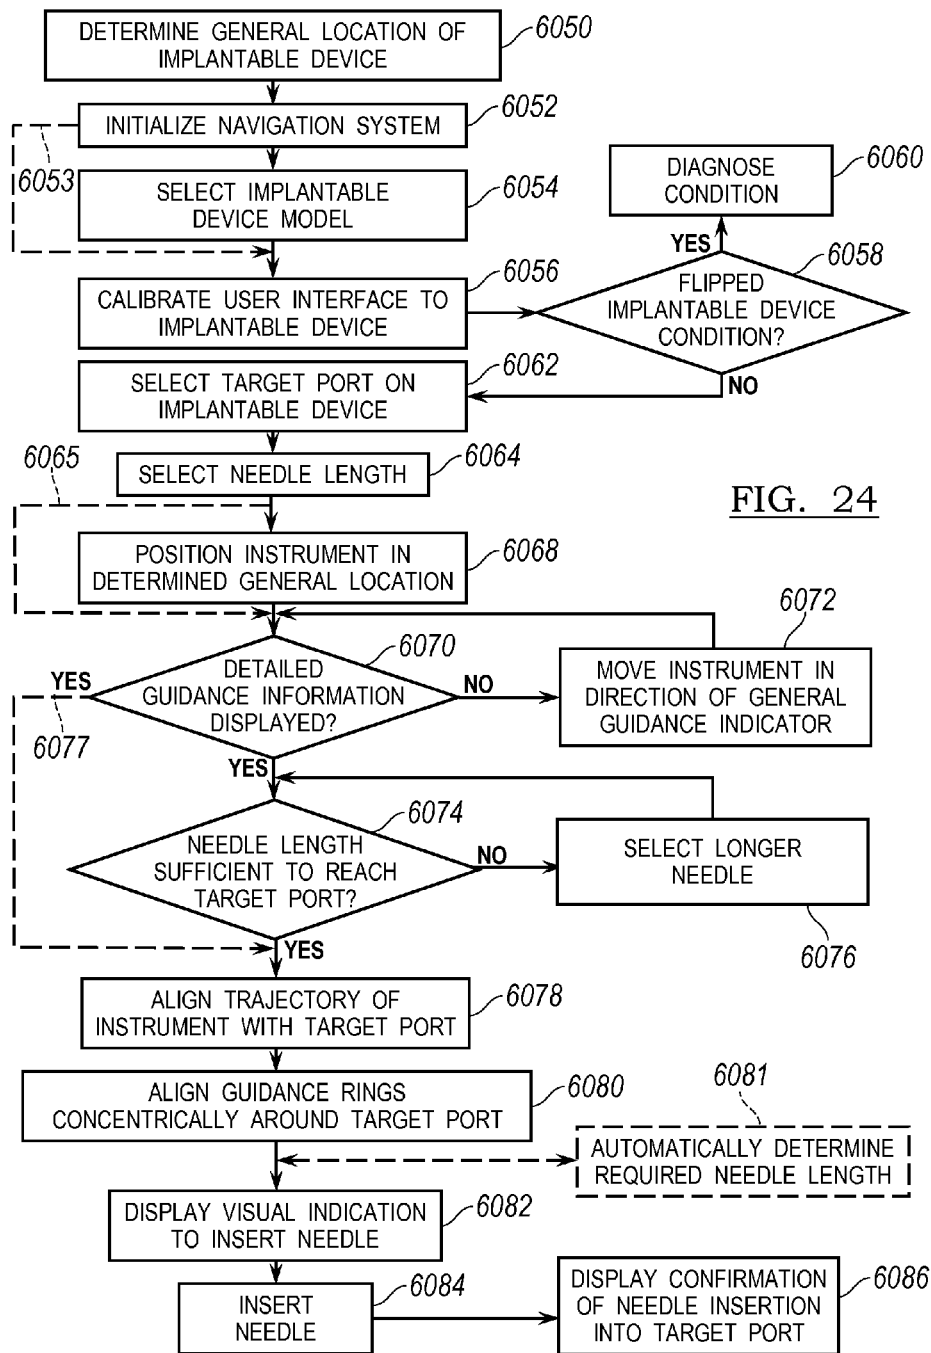 DETERMINE GENERAL LOCATION OF
IMPLANTABLE DEVICE
6050
INITIALIZE NAVIGATION SYSTEM
6052
6053
SELECT IMPLANTABLE
DEVICE MODEL
6054
DIAGNOSE
CONDITION
6060
YES
CALIBRATE USER INTERFACE TO
IMPLANTABLE DEVICE
6056
FLIPPED
IMPLANTABLE DEVICE
CONDITION?
6058
NO
SELECT TARGET PORT ON
IMPLANTABLE DEVICE
6062
SELECT NEEDLE LENGTH
6064
6065
FIG. 24
POSITION INSTRUMENT IN
DETERMINED GENERAL LOCATION
6068
DETAILED
GUIDANCE INFORMATION
DISPLAYED?
6070
YES
6077
NO
MOVE INSTRUMENT IN
DIRECTION OF GENERAL
GUIDANCE INDICATOR
6072
YES
NEEDLE LENGTH
SUFFICIENT TO REACH
TARGET PORT?
6074
NO
SELECT LONGER
NEEDLE
6076
YES
ALIGN TRAJECTORY OF
INSTRUMENT WITH TARGET PORT
6078
ALIGN GUIDANCE RINGS
CONCENTRICALLY AROUND TARGET PORT
6080
6081
AUTOMATICALLY DETERMINE
REQUIRED NEEDLE LENGTH
DISPLAY VISUAL INDICATION
TO INSERT NEEDLE
6082
INSERT
NEEDLE
6084
DISPLAY CONFIRMATION
OF NEEDLE INSERTION
INTO TARGET PORT
6086